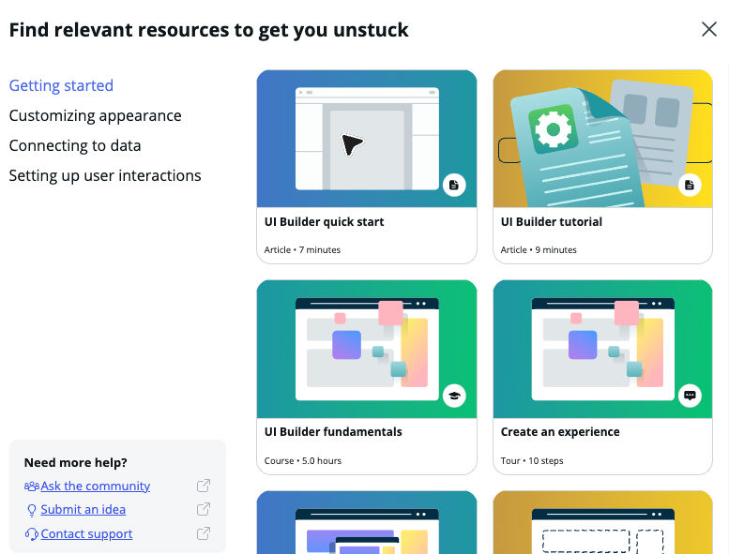 Find relevant resources to get you unstuck
Getting started
Customizing appearance
Connecting to data
Setting up user interactions
UI Builder quick start
Article • 7 minutes
UI Builder tutorial
Article • 9 minutes
UI Builder fundamentals
Course • 5.0 hours
Create an experience
Tour • 10 steps
Need more help?
Ask the community
Submit an idea
Contact support